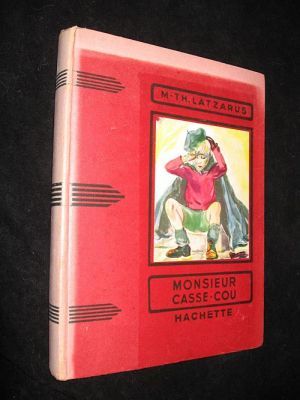 M.-TH. LATZARUS
MONSIEUR
CASSE-COU
HACHETTE